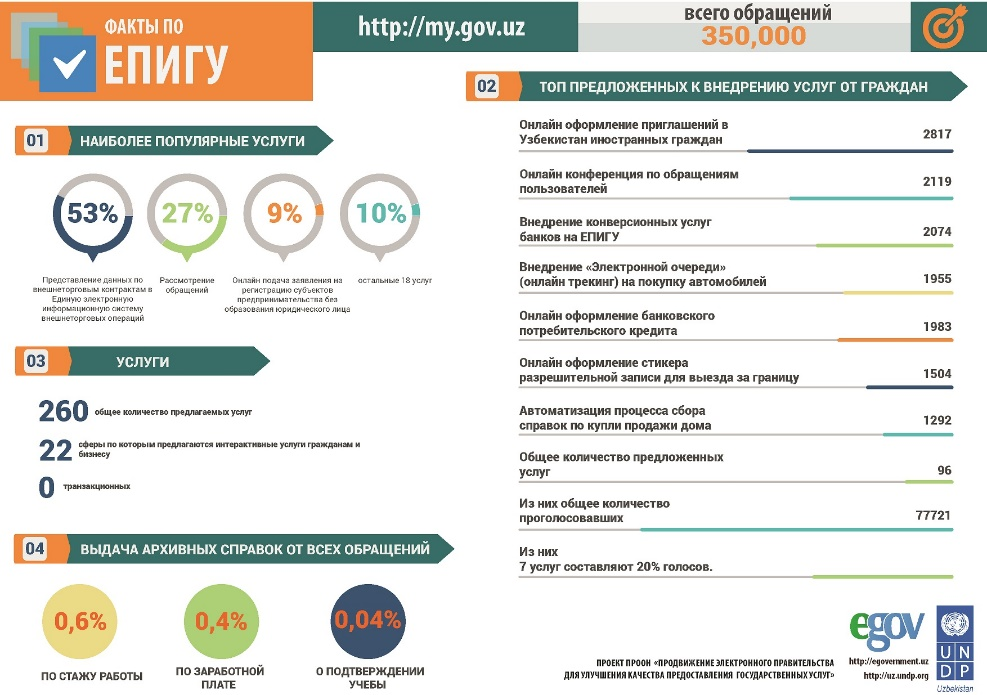 ФАКТЫ ПО
ЕПИГУ
http://my.gov.uz
всего обращений
350,000
01 НАИБОЛЕЕ ПОПУЛЯРНЫЕ УСЛУГИ
53%
27%
9%
10%
Представление данных по
внешнеторговым контрактам в
Единую электронную
информационную систему
внешнеторговых операций
Рассмотрение
обращений
Онлайн подача заявления на
регистрацию субъектов
предпринимательства без
образования юридического лица
остальные 18 услуг
02 ТОП ПРЕДЛОЖЕННЫХ К ВНЕДРЕНИЮ УСЛУГ ОТ ГРАЖДАН
Онлайн оформление приглашений в
Узбекистан иностранных граждан
2817
Онлайн конференция по обращениям
пользователей
2119
Внедрение конверсионных услуг
банков на ЕПИГУ
2074
Внедрение «Электронной очереди»
(онлайн трекинг) на покупку автомобилей
1955
Онлайн оформление банковского
потребительского кредита
1983
Онлайн оформление стикера
разрешительной записи для выезда за границу
1504
Автоматизация процесса сбора
справок по купли продажи дома
1292
Общее количество предложенных
услуг
96
Из них общее количество
проголосовавших
77721
Из них
7 услуг составляют 20% голосов.
03 УСЛУГИ
260 общее количество предлагаемых услуг
22 сферы по которым предлагаются интерактивные услуги гражданам и
бизнесу
0 транзакционных
04 ВЫДАЧА АРХИВНЫХ СПРАВОК ОТ ВСЕХ ОБРАЩЕНИЙ
0,6%
0,4%
0,04%
ПО СТАЖУ РАБОТЫ
ПО ЗАРАБОТНОЙ
ПЛАТЕ
О ПОДТВЕРЖДЕНИИ
УЧЕБЫ
ПРОЕКТ ПРООН «ПРОДВИЖЕНИЕ ЭЛЕКТРОННОГО ПРАВИТЕЛЬСТВА
ДЛЯ УЛУЧШЕНИЯ КАЧЕСТВА ПРЕДОСТАВЛЕНИЯ ГОСУДАРСТВЕННЫХ УСЛУГ»
egov
http://egovernment.uz
http://uz.undp.org
UN
DP
Uzbekistan